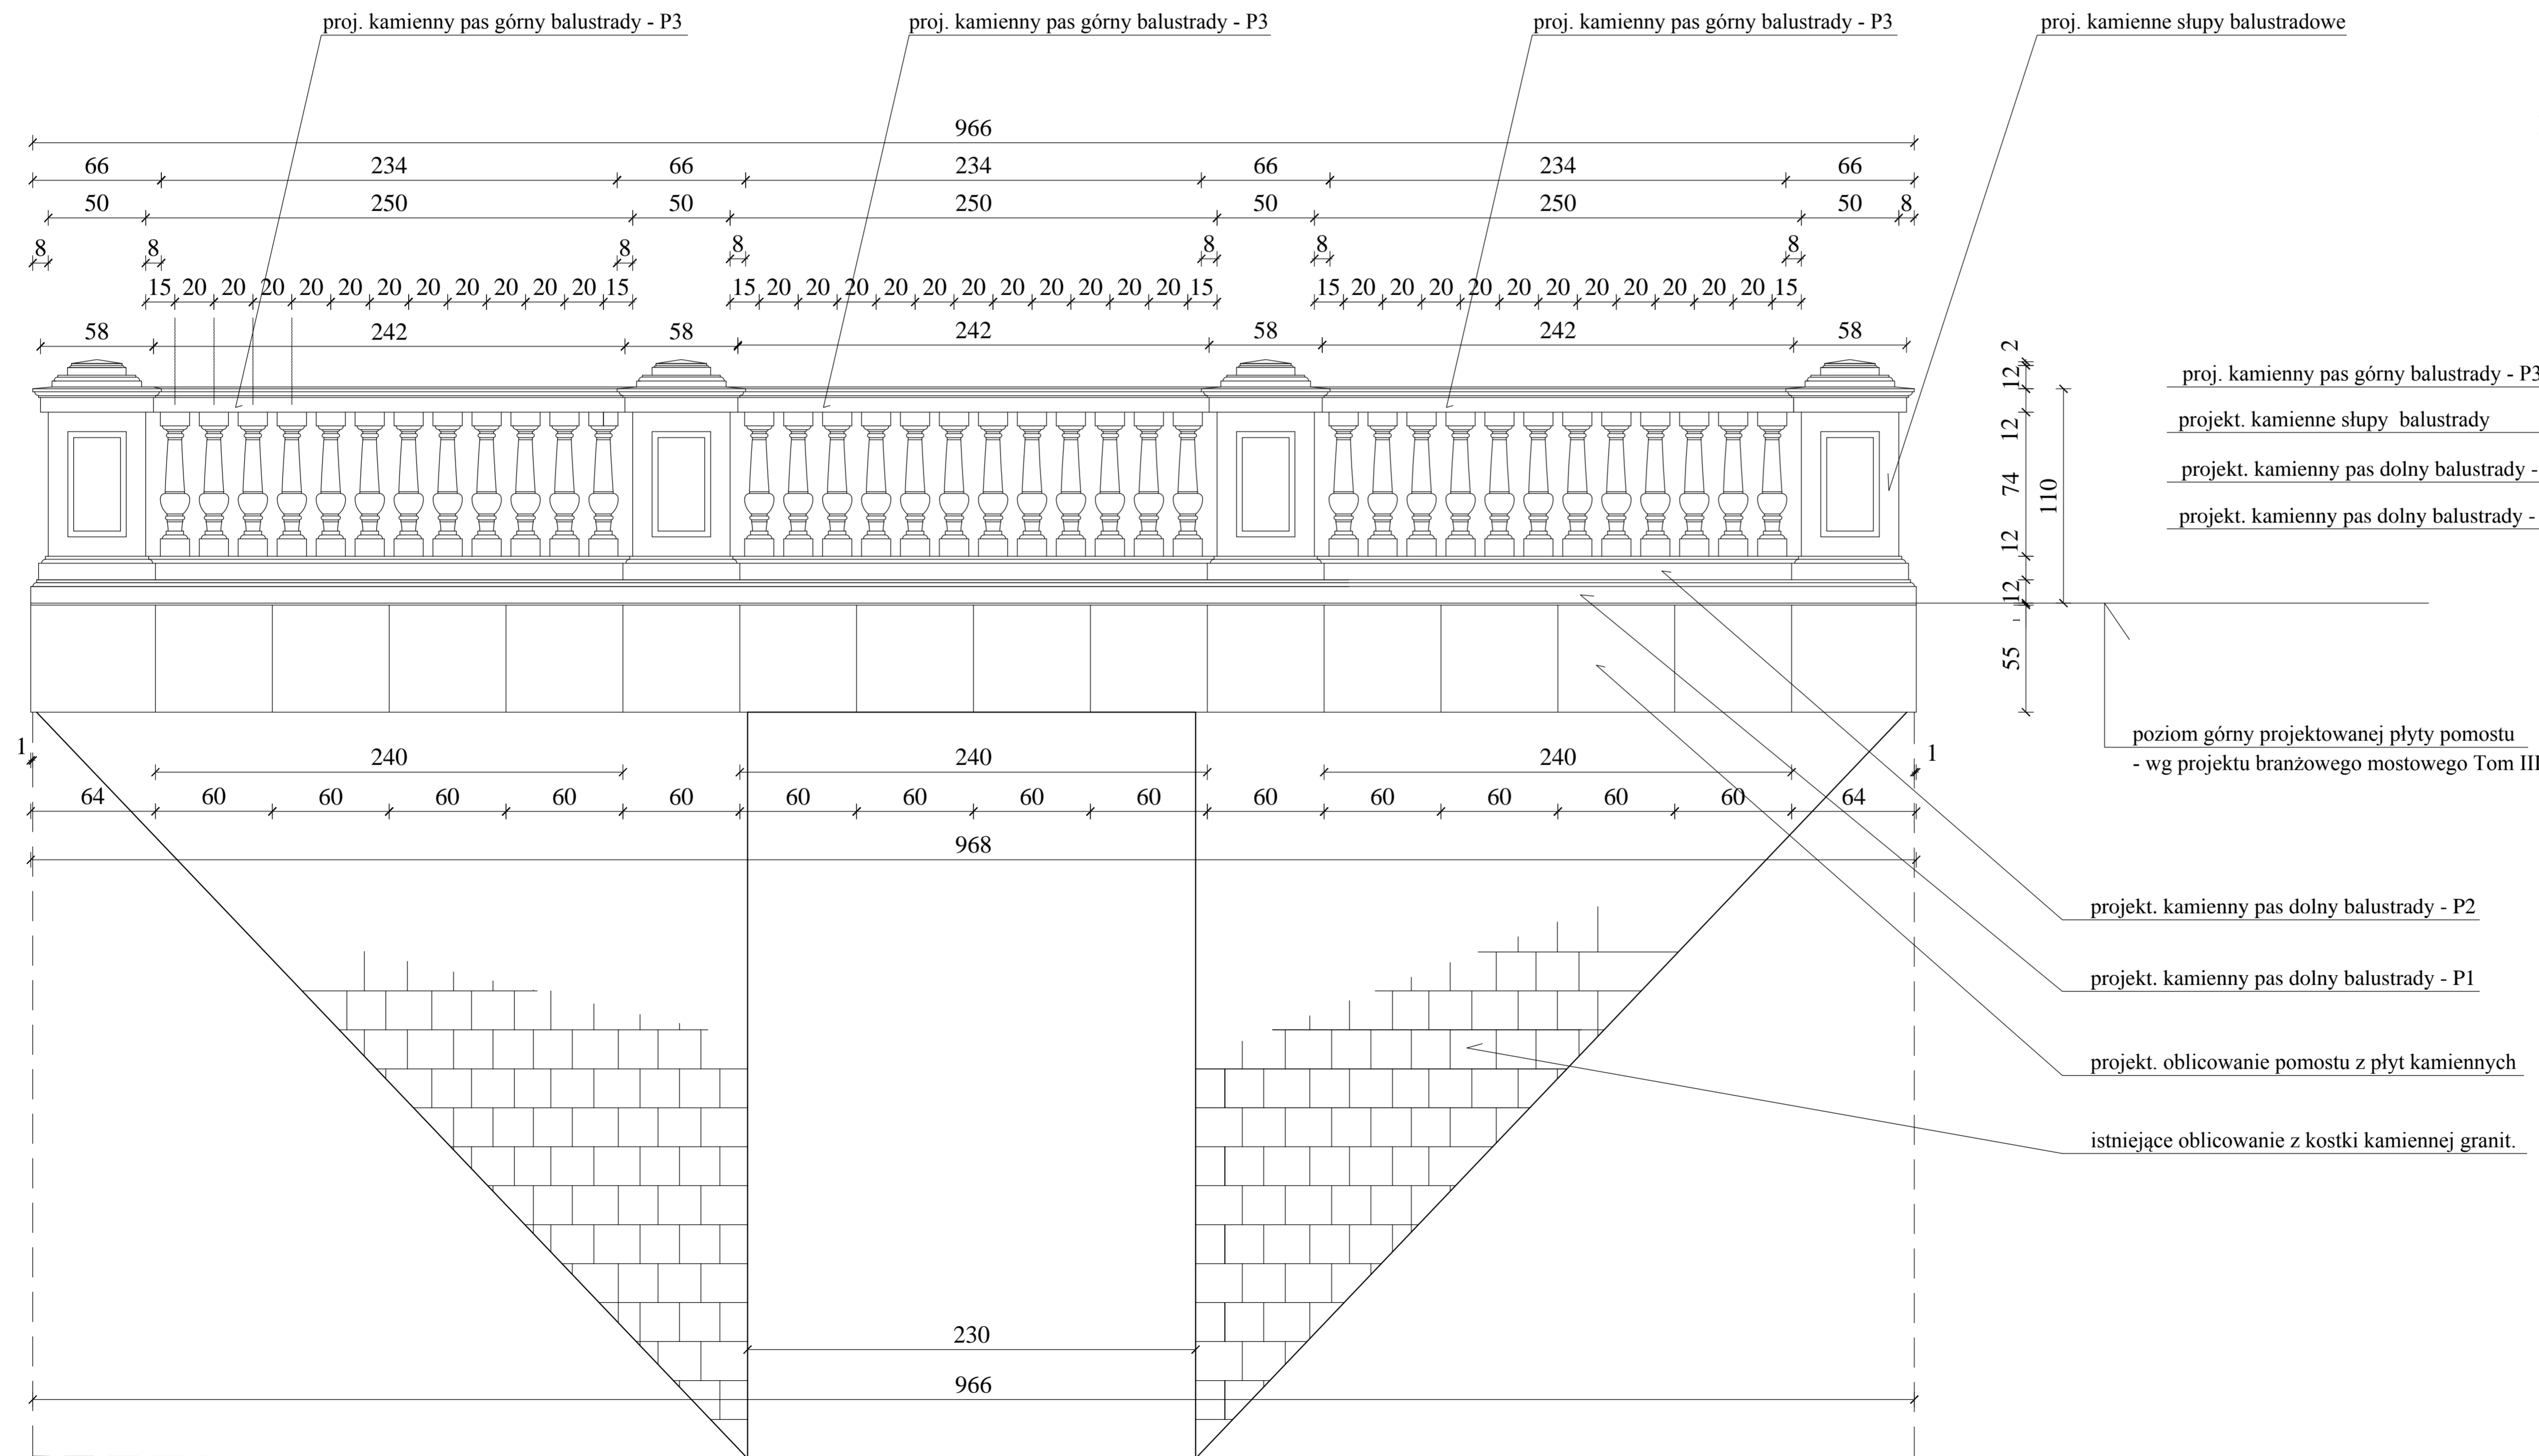 proj. kamienny pas górny balustrady - P3 proj. kamienny pas górny balustrady - P3 proj. kamienny pas górny balustrady - P3 proj. kamienne słupy balustradowe
966
66 234 66 234 66 234 66
50 250 50 250 50 250 50 8
8 8 8 8 8 8 8
15 20 20 20 20 20 20 20 20 20 20 20 15 15 20 20 20 20 20 20 20 20 20 20 20 15 15 20 20 20 20 20 20 20 20 20 20 20 15
58 242 58 242 58 242 58
2
12
12
74
12
12
55
110
proj. kamienny pas górny balustrady - P3
projekt. kamienne słupy balustrady
projekt. kamienny pas dolny balustrady -
projekt. kamienny pas dolny balustrady -
poziom górny projektowanej płyty pomostu
- wg projektu branżowego mostowego Tom III
1 240 240 240 1
64 60 60 60 60 60 60 60 60 60 60 60 60 60 60 64
968
projekt. kamienny pas dolny balustrady - P2
projekt. kamienny pas dolny balustrady - P1
projekt. oblicowanie pomostu z płyt kamiennych
istniejące oblicowanie z kostki kamiennej granit.
230
966